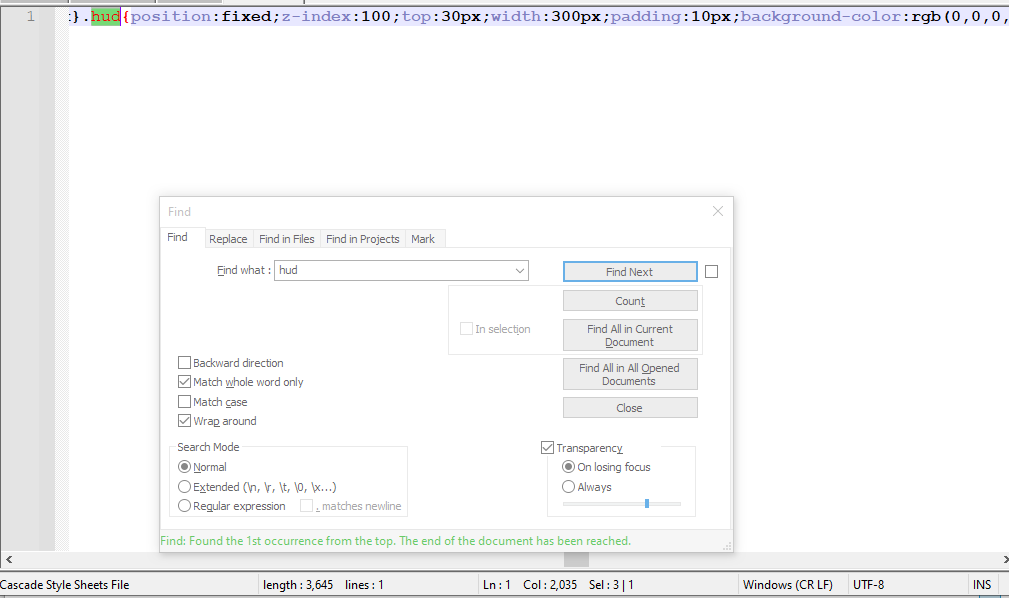 1 t}.hud{position:fixed;z-index:100;top:30px;width:300px;padding:10px;background-color:rgb(0,0,0,
Find
Find Replace Find in Files Find in Projects Mark
Find what : hud Find Next
Count
In selection Find All in Current Document
Backward direction Find All in All Opened Documents
Match whole word only
Match case Close
Wrap around
Search Mode Transparency
Normal On losing focus
Extended (\n, \r, \t, \0, \x...) Always
Regular expression . matches newline
Find: Found the 1st occurrence from the top. The end of the document has been reached.
Cascade Style Sheets File length : 3,645 lines : 1 Ln : 1 Col : 2,035 Sel : 3 | 1 Windows (CR LF) UTF-8 INS